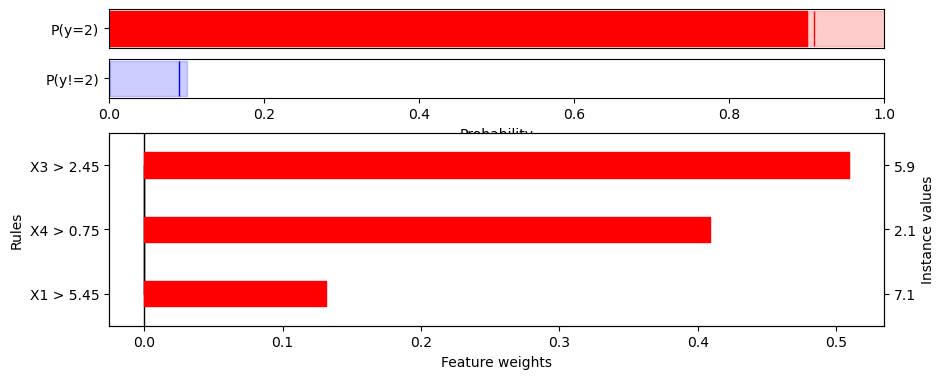 P(y=2)
P(y!=2)
0.0 0.2 0.4 0.6 0.8 1.0
Probability
X3 > 2.45 5.9
X4 > 0.75 2.1
X1 > 5.45 7.1
Rules
Instance values
0.0 0.1 0.2 0.3 0.4 0.5
Feature weights